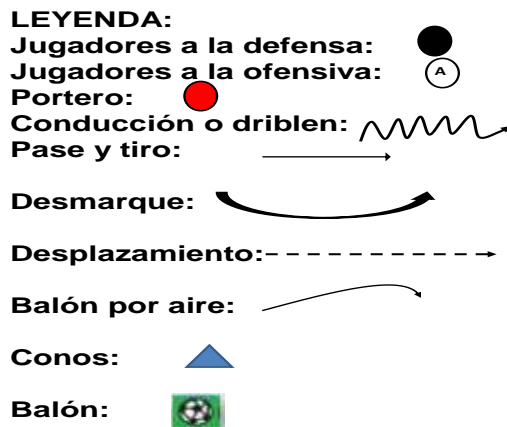 LEYENDA:
Jugadores a la defensa:
Jugadores a la ofensiva: A
Portero:
Conducción o driblen:
Pase y tiro:
Desmarque:
Desplazamiento:
Balón por aire:
Conos:
Balón: